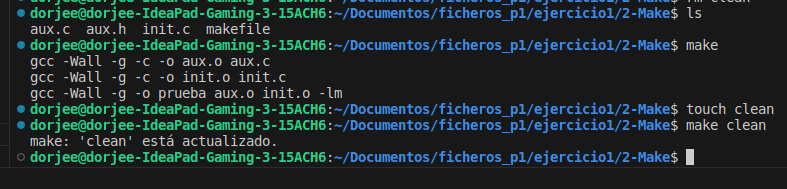 dorjee@dorjee-IdeaPad-Gaming-3-15ACH6:~/Documentos/ficheros_p1/ejercicio1/2-Make$ ls
aux.c aux.h init.c makefile
dorjee@dorjee-IdeaPad-Gaming-3-15ACH6:~/Documentos/ficheros_p1/ejercicio1/2-Make$ make
gcc -Wall -g -c -o aux.o aux.c
gcc -Wall -g -c -o init.o init.c
gcc -Wall -g -o prueba aux.o init.o -lm
dorjee@dorjee-IdeaPad-Gaming-3-15ACH6:~/Documentos/ficheros_p1/ejercicio1/2-Make$ touch clean
dorjee@dorjee-IdeaPad-Gaming-3-15ACH6:~/Documentos/ficheros_p1/ejercicio1/2-Make$ make clean
make: 'clean' está actualizado.
dorjee@dorjee-IdeaPad-Gaming-3-15ACH6:~/Documentos/ficheros_p1/ejercicio1/2-Make$